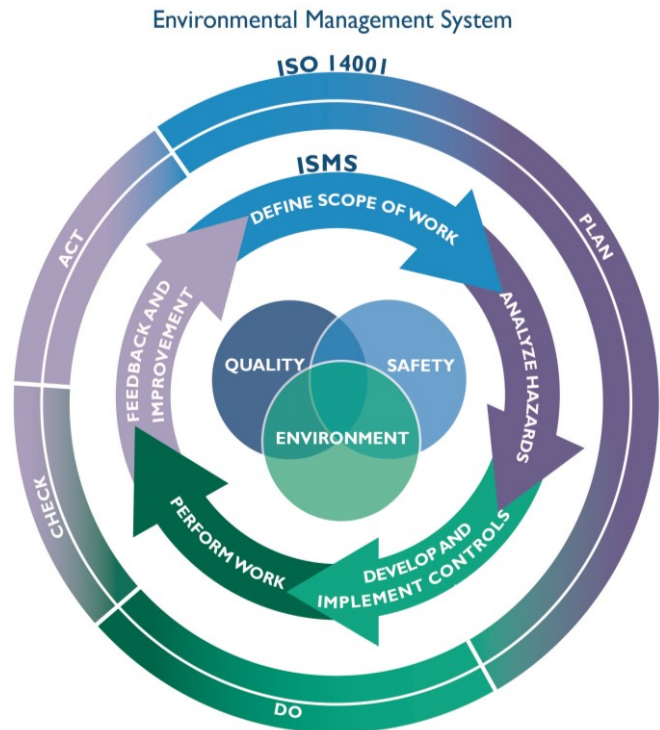 Environmental Management System
ISO 14001
ISMS
DEFINE SCOPE OF WORK
ANALYZE HAZARDS
DEVELOP AND
IMPLEMENT CONTROLS
PERFORM WORK
FEEDBACK AND
IMPROVEMENT
QUALITY
SAFETY
ENVIRONMENT
PLAN
DO
CHECK
ACT